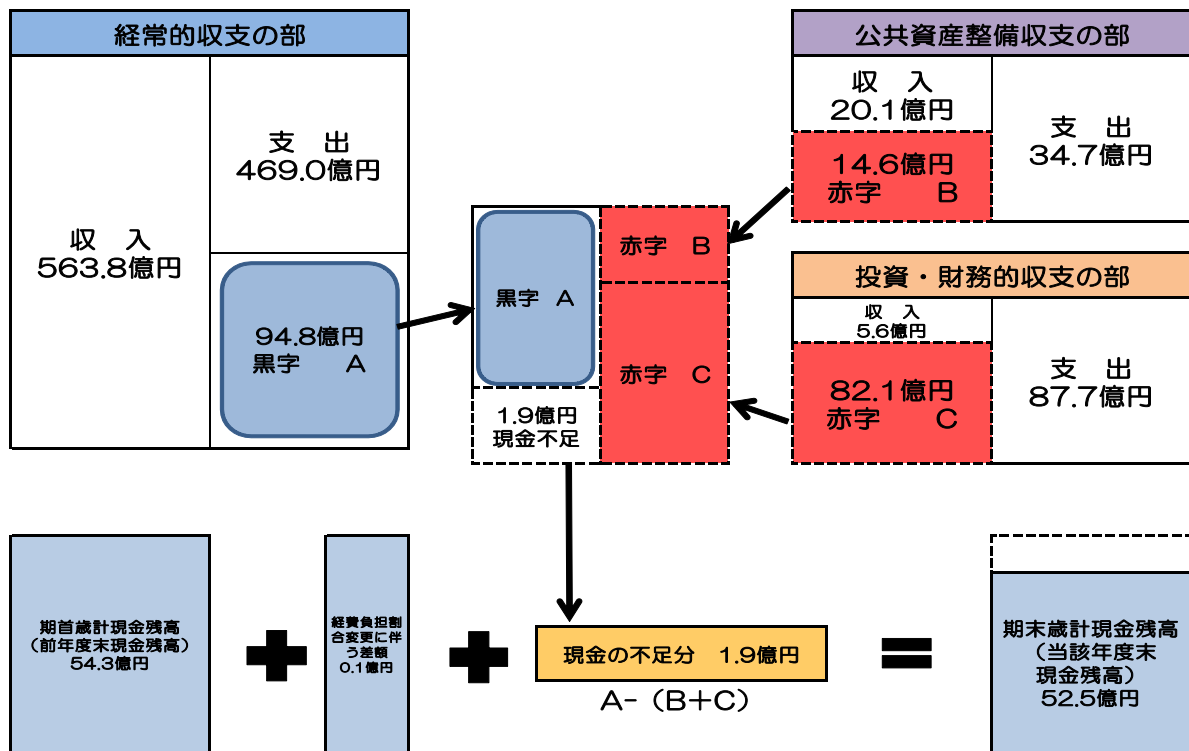 経常的収支の部
収　入
563.8億円
支　出
469.0億円
94.8億円
黒字　A
黒字 A
1.9億円
現金不足
赤字 B
赤字 C
公共資産整備収支の部
収　入
20.1億円
14.6億円
赤字　B
支　出
34.7億円
投資・財務的収支の部
収　入
5.6億円
82.1億円
赤字　C
支　出
87.7億円
期首歳計現金残高
（前年度末現金残高）
54.3億円
+
経費負担割
合変更に伴
う差額
0.1億円
+
現金の不足分　1.9億円
A-（B+C）
=
期末歳計現金残高
（当該年度末
現金残高）
52.5億円